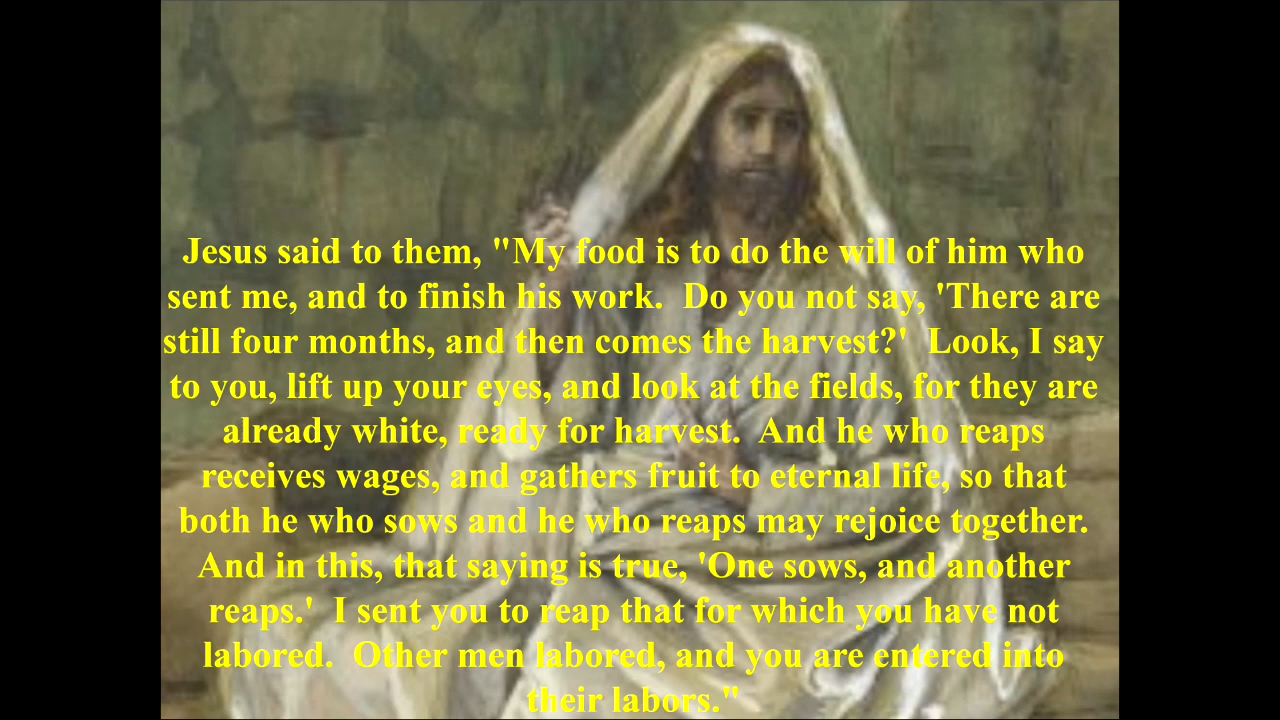 Jesus said to them, "My food is to do the will of him who
sent me, and to finish his work.  Do you not say, 'There are
still four months, and then comes the harvest?'  Look, I say
to you, lift up your eyes, and look at the fields, for they are
already white, ready for harvest.  And he who reaps
receives wages, and gathers fruit to eternal life, so that
both he who sows and he who reaps may rejoice together.
And in this, that saying is true, 'One sows, and another
reaps.'  I sent you to reap that for which you have not
labored.  Other men labored, and you are entered into
their labors."